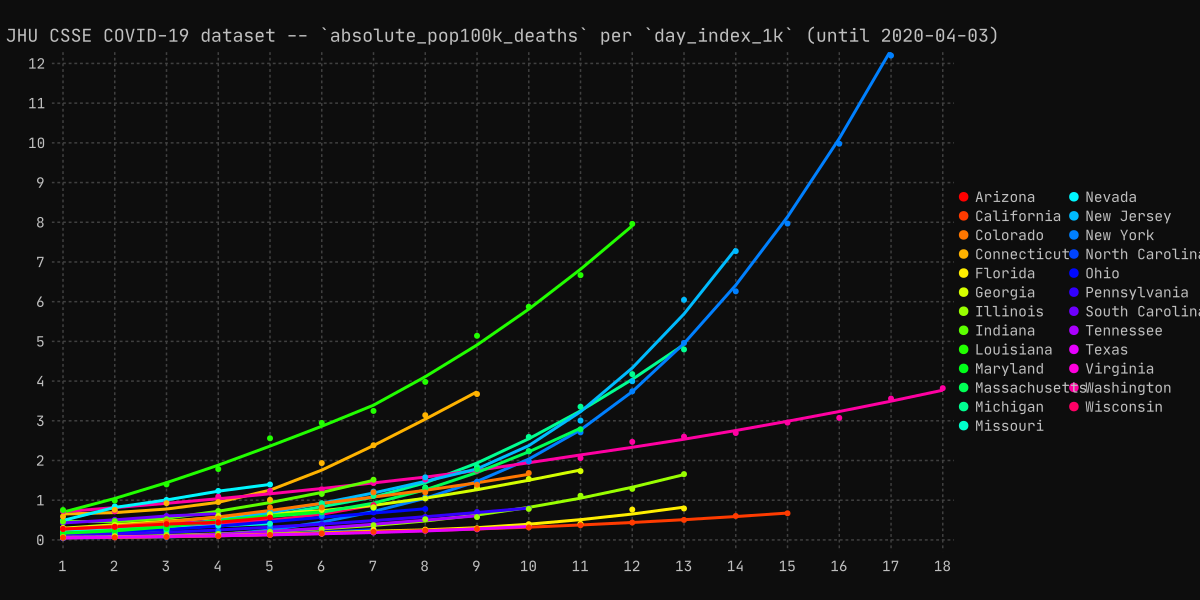 JHU CSSE COVID-19 dataset -- `absolute_pop100k_deaths` per `day_index_1k` (until 2020-04-03)
12
11
10
9
8
7
6
5
4
3
2
1
0
1 2 3 4 5 6 7 8 9 10 11 12 13 14 15 16 17 18
Arizona Nevada
California New Jersey
Colorado New York
Connecticut North Carolina
Florida Ohio
Georgia Pennsylvania
Illinois South Carolina
Indiana Tennessee
Louisiana Texas
Maryland Virginia
Massachusetts Washington
Michigan Wisconsin
Missouri